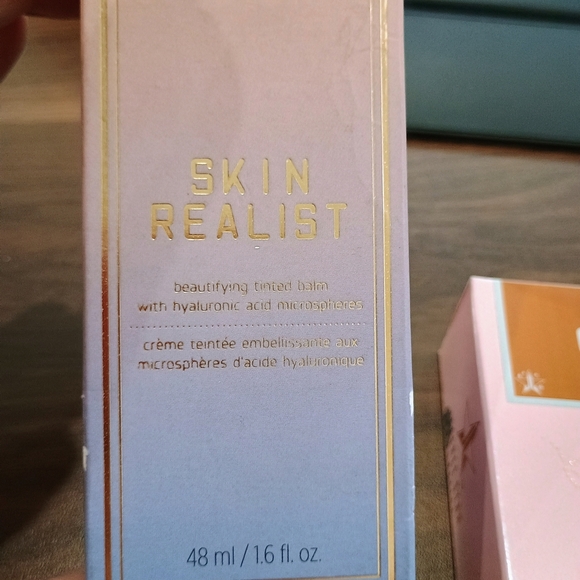 SKIN
REALIST
beautifying tinted balm
with hyaluronic acid microspheres
crème teintée embellissante aux
microsphères d'acide hyaluronique
48 ml / 1.6 fl. oz.